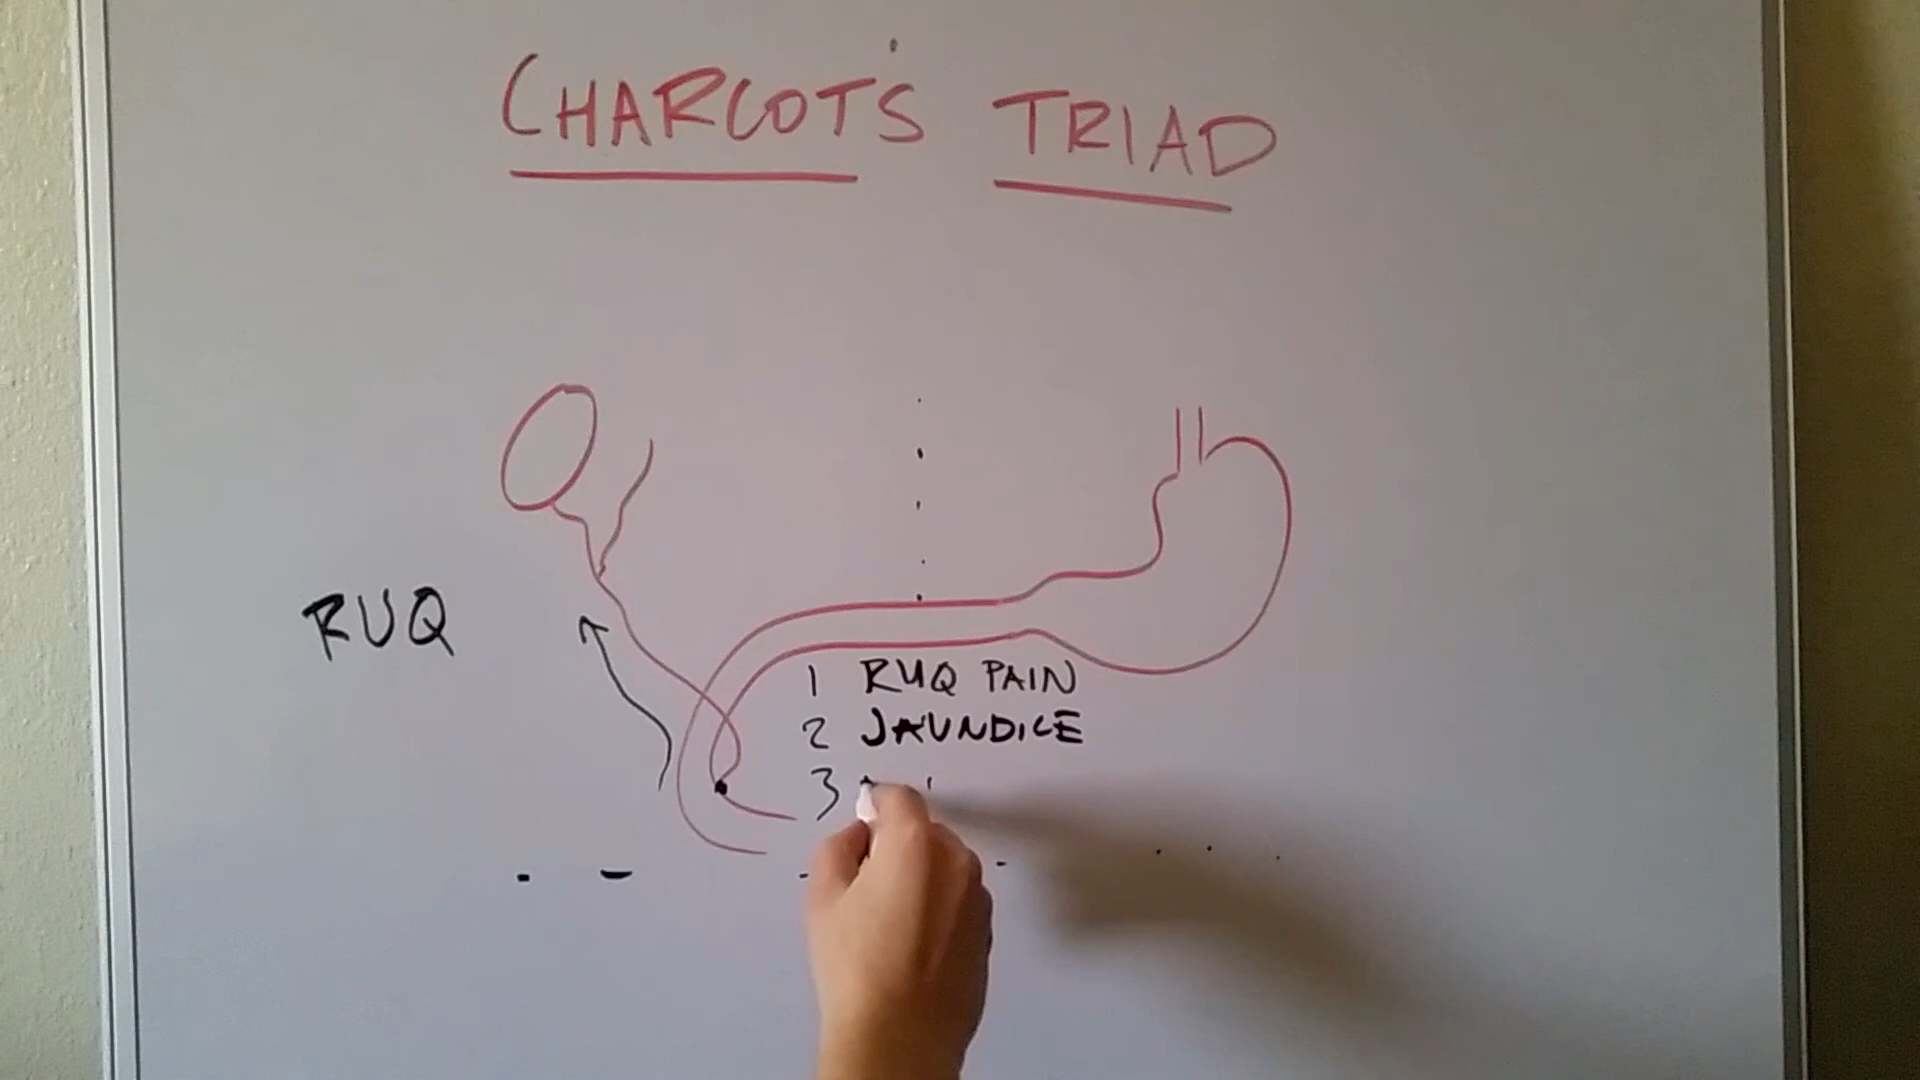 CHARCOT'S TRIAD
RUQ
1 RUQ PAIN
2 JAUNDICE
3